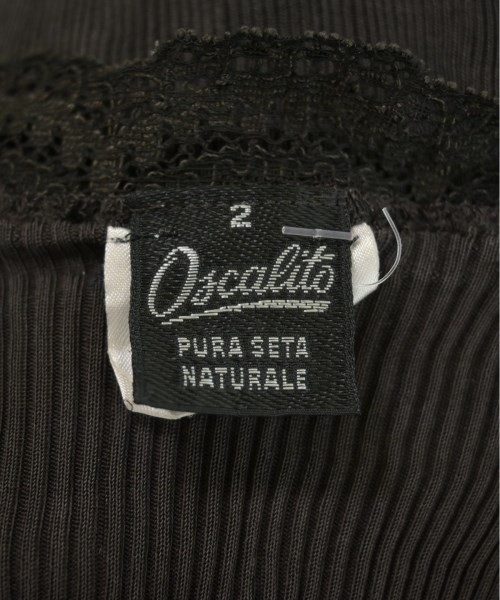 2
Oscalito
PURA SETA
NATURALE